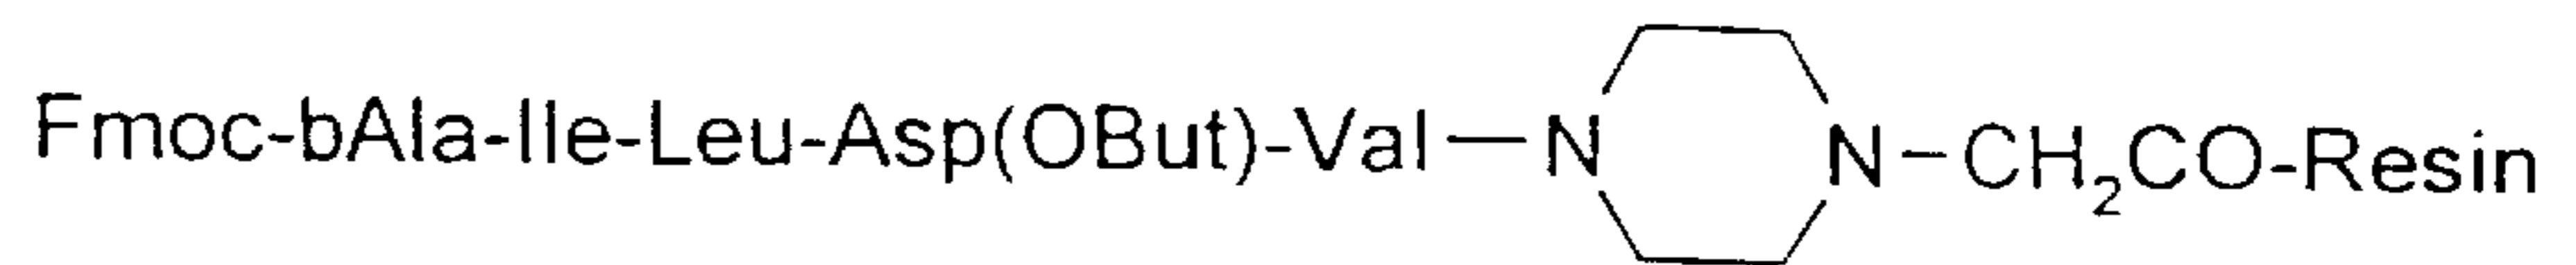 Fmoc-bAla-Ile-Leu-Asp(OBut)-Val—N N–CH₂CO-Resin